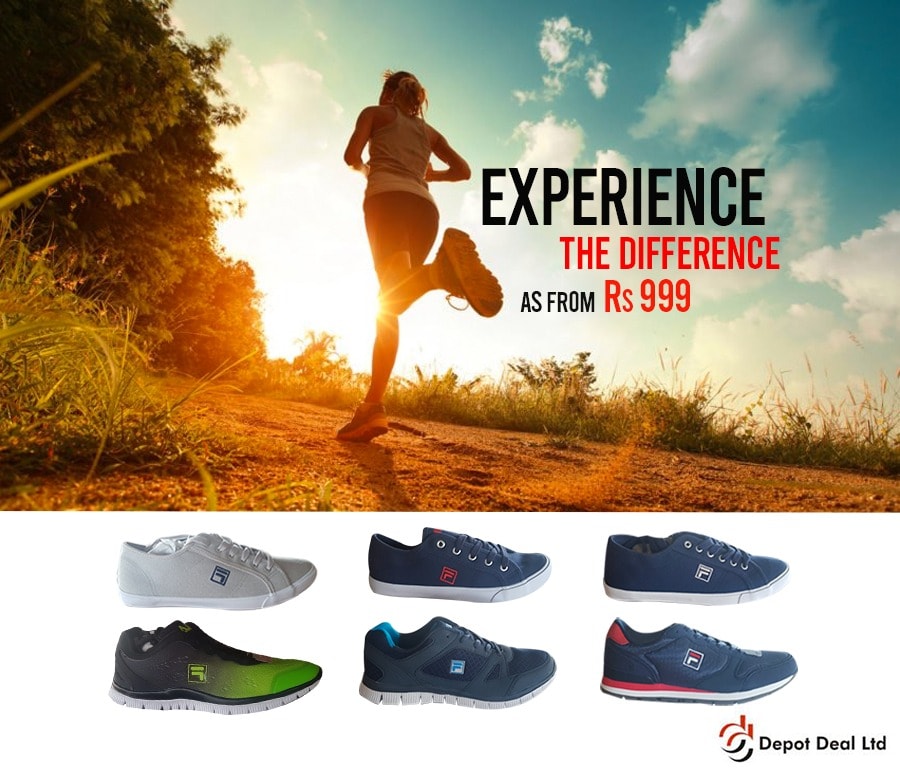 EXPERIENCE
THE DIFFERENCE
AS FROM Rs 999
Depot Deal Ltd